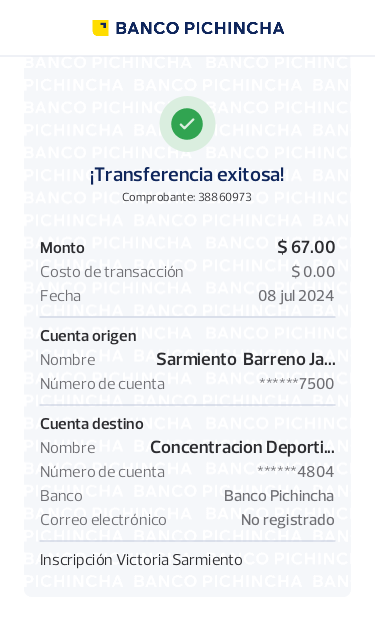 BANCO PICHINCHA
¡Transferencia exitosa!
Comprobante: 38860973
Monto $ 67.00
Costo de transacción $ 0.00
Fecha 08 jul 2024
Cuenta origen
Nombre Sarmiento Barreno Ja...
Número de cuenta ******7500
Cuenta destino
Nombre Concentracion Deporti...
Número de cuenta ******4804
Banco Banco Pichincha
Correo electrónico No registrado
Inscripción Victoria Sarmiento